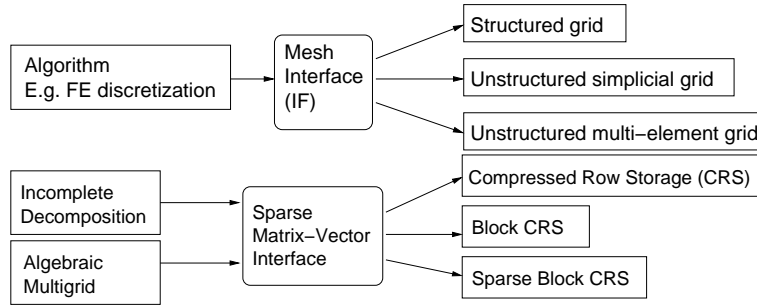 Algorithm
E.g. FE discretization
Mesh
Interface
(IF)
Structured grid
Unstructured simplicial grid
Unstructured multi−element grid
Incomplete
Decomposition
Algebraic
Multigrid
Sparse
Matrix−Vector
Interface
Compressed Row Storage (CRS)
Block CRS
Sparse Block CRS